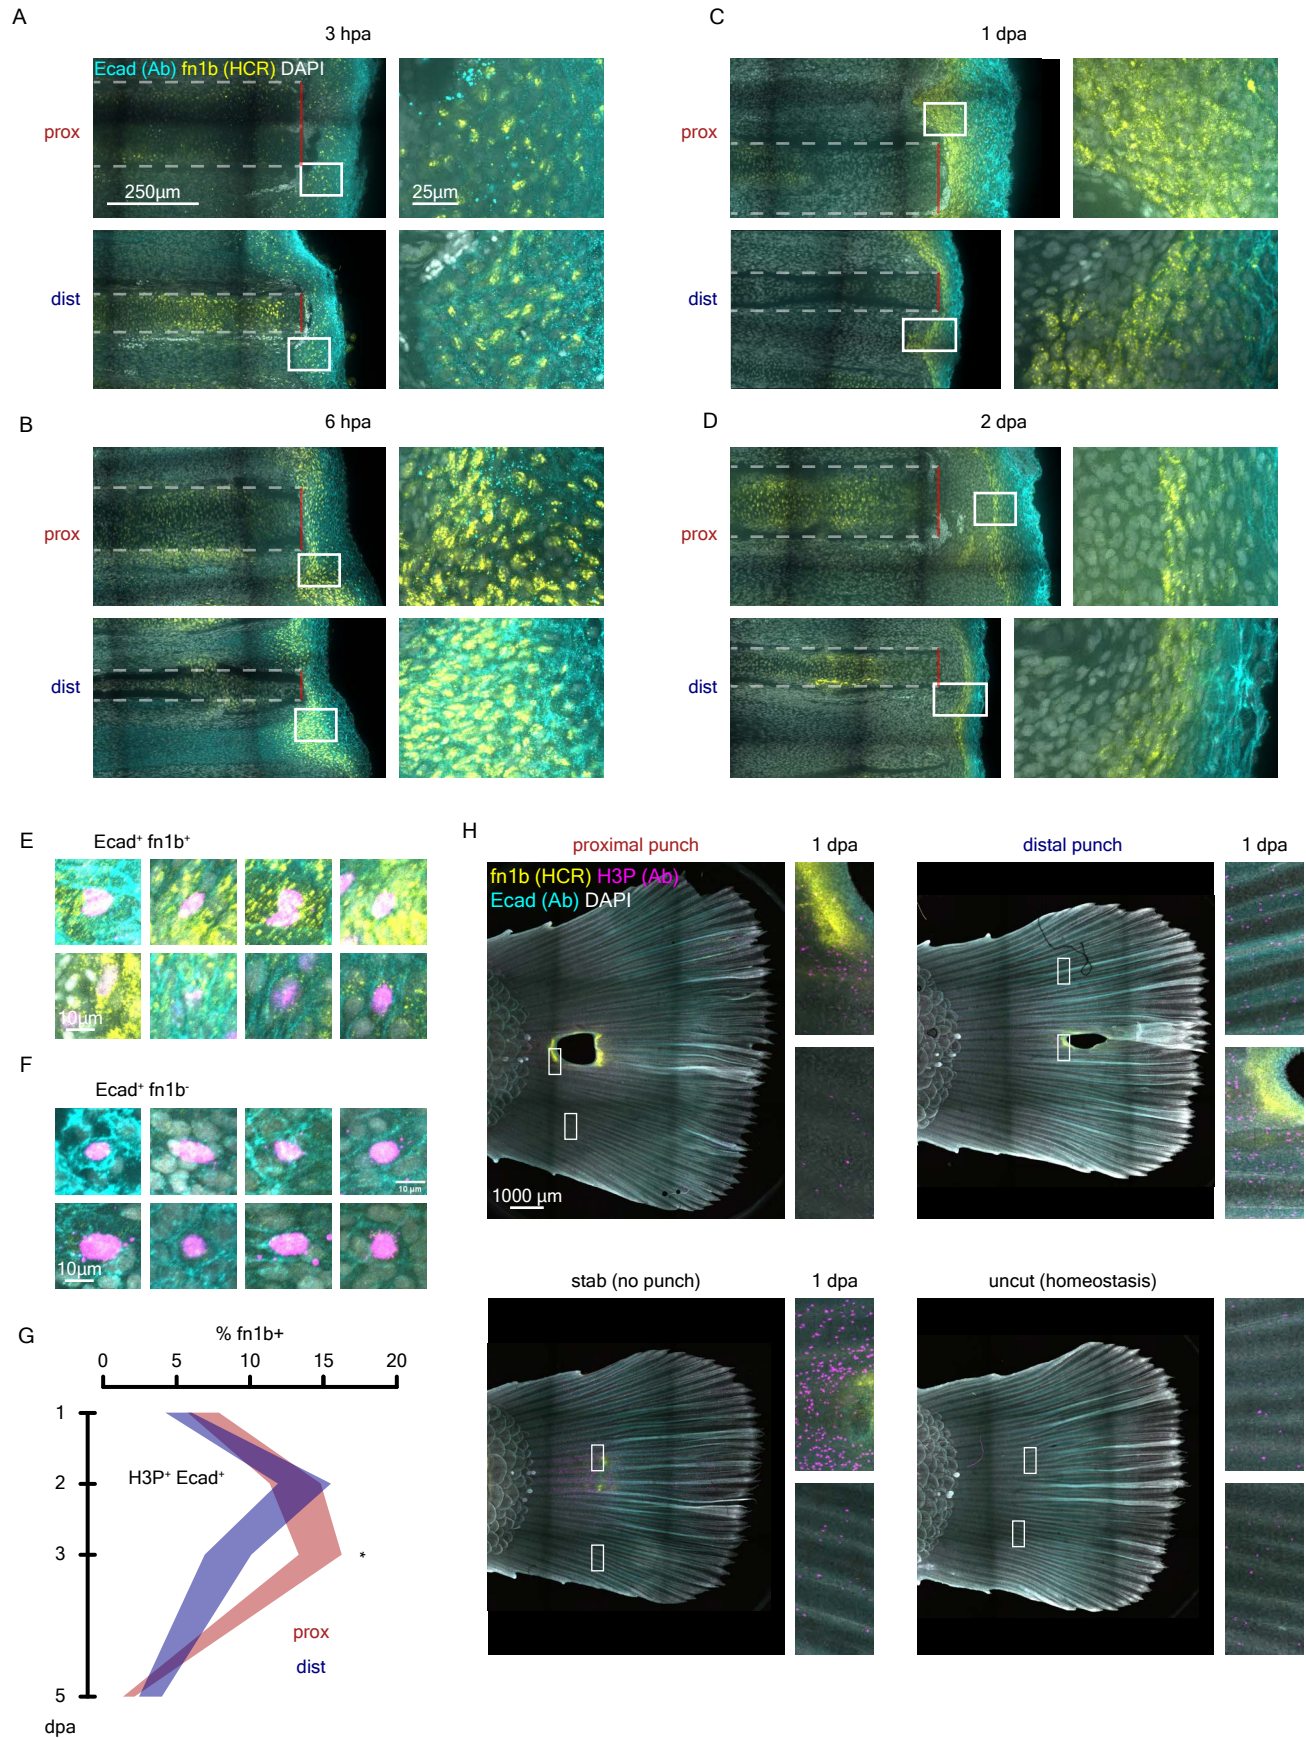 A
3 hpa
Ecad (Ab) fn1b (HCR) DAPI
prox
250µm
25µm
dist
B
6 hpa
prox
dist
C
1 dpa
prox
dist
D
2 dpa
prox
dist
E
Ecad⁺ fn1b⁺
10µm
F
Ecad⁺ fn1b⁻
10 µm
10µm
G
% fn1b+
0 5 10 15 20
1
H3P⁺ Ecad⁺
2
3
*
prox
dist
5
dpa
H
proximal punch
1 dpa
fn1b (HCR) H3P (Ab)
Ecad (Ab) DAPI
1000 µm
distal punch
1 dpa
stab (no punch)
1 dpa
uncut (homeostasis)